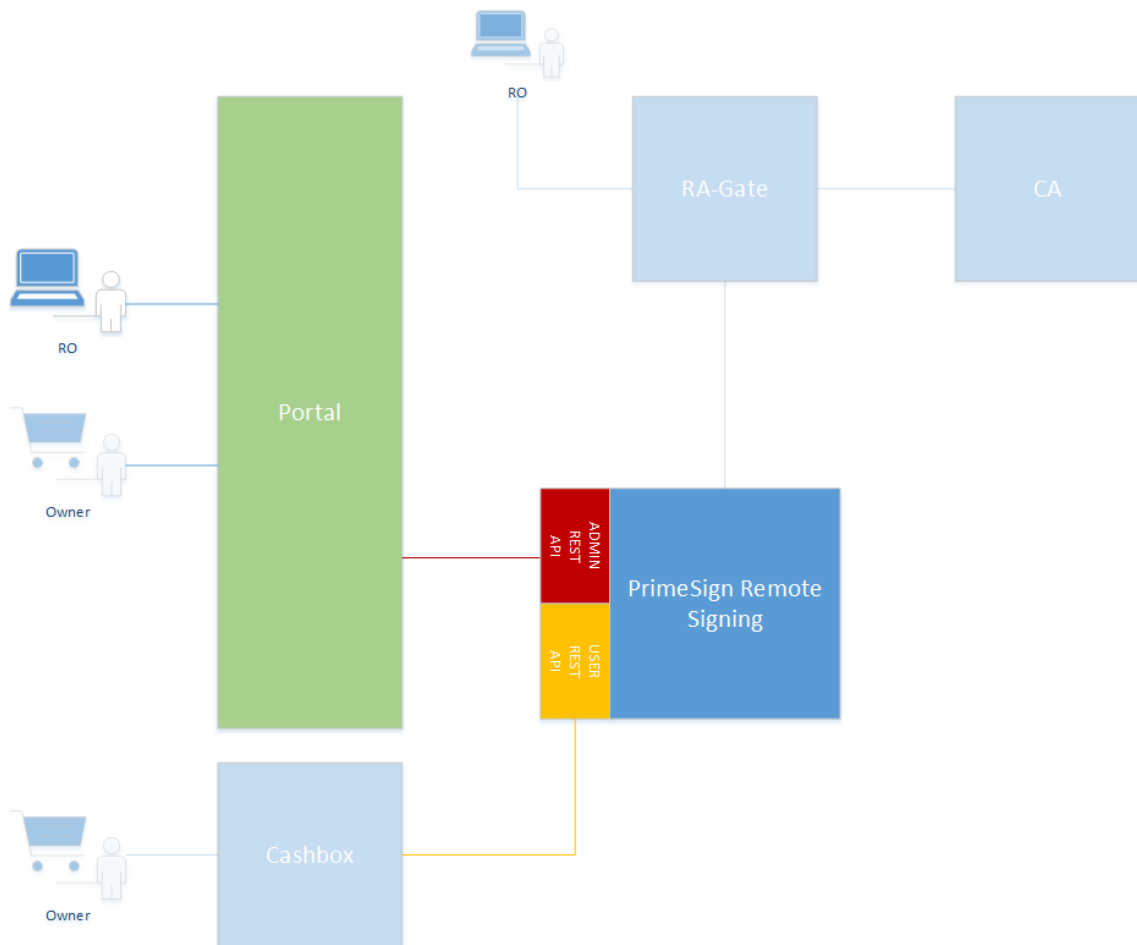 RO
RA-Gate
CA
RO
Portal
Owner
ADMIN
REST
API
PrimeSign Remote
Signing
USER
REST
API
Cashbox
Owner